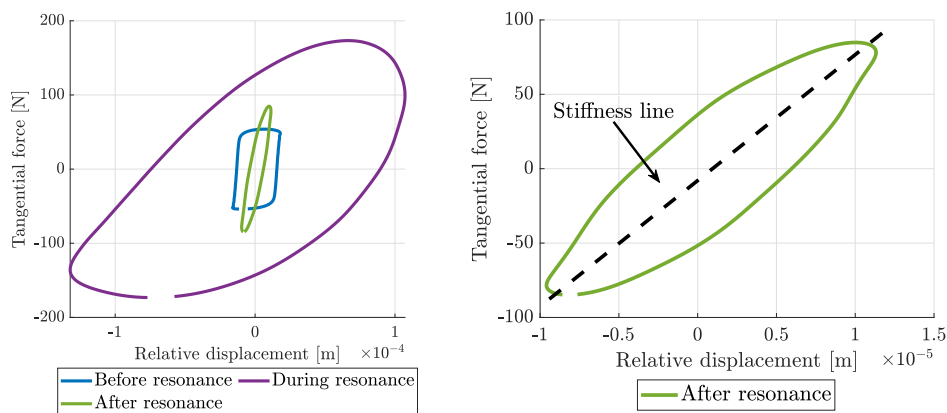 200
100
0
-100
-200
Tangential force [N]
-1
0
1
Relative displacement [m]
×10⁻⁴
Before resonance
During resonance
After resonance
100
50
0
-50
-100
Tangential force [N]
Stiffness line
-1
-0.5
0
0.5
1
1.5
Relative displacement [m]
×10⁻⁵
After resonance